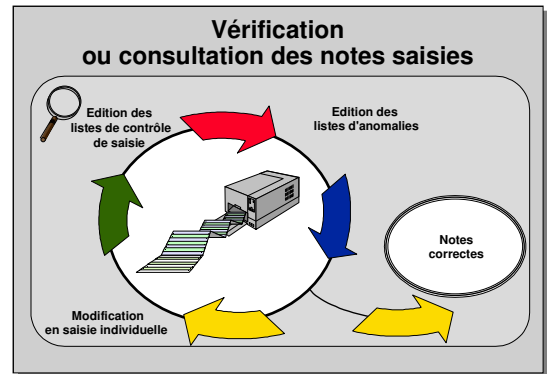 Vérification
ou consultation des notes saisies
Edition des
listes de contrôle
de saisie
Edition des
listes d'anomalies
Notes
correctes
Modification
en saisie individuelle